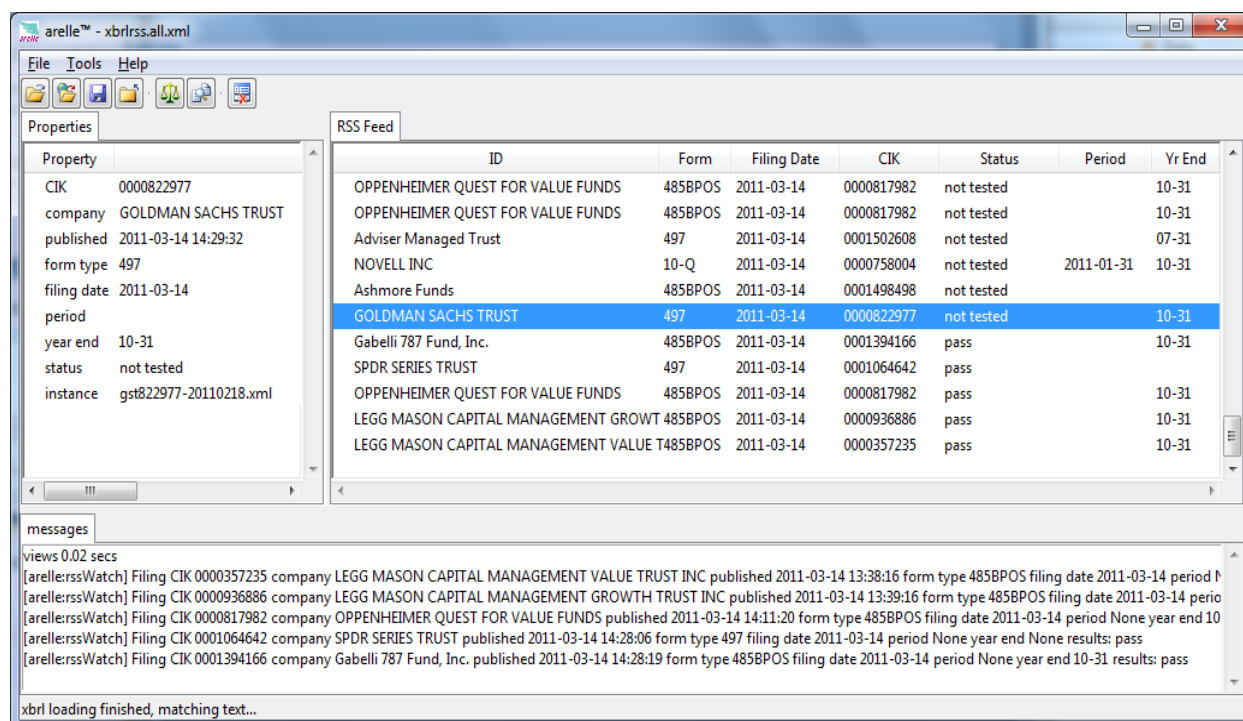 arelle™ - xbrlrss.all.xml
File Tools Help
Properties
Property
CIK 0000822977
company GOLDMAN SACHS TRUST
published 2011-03-14 14:29:32
form type 497
filing date 2011-03-14
period
year end 10-31
status not tested
instance gst822977-20110218.xml
RSS Feed
ID Form Filing Date CIK Status Period Yr End
OPPENHEIMER QUEST FOR VALUE FUNDS 485BPOS 2011-03-14 0000817982 not tested 10-31
OPPENHEIMER QUEST FOR VALUE FUNDS 485BPOS 2011-03-14 0000817982 not tested 10-31
Adviser Managed Trust 497 2011-03-14 0001502608 not tested 07-31
NOVELL INC 10-Q 2011-03-14 0000758004 not tested 2011-01-31 10-31
Ashmore Funds 485BPOS 2011-03-14 0001498498 not tested
GOLDMAN SACHS TRUST 497 2011-03-14 0000822977 not tested 10-31
Gabelli 787 Fund, Inc. 485BPOS 2011-03-14 0001394166 pass 10-31
SPDR SERIES TRUST 497 2011-03-14 0001064642 pass
OPPENHEIMER QUEST FOR VALUE FUNDS 485BPOS 2011-03-14 0000817982 pass 10-31
LEGG MASON CAPITAL MANAGEMENT GROWT 485BPOS 2011-03-14 0000936886 pass 10-31
LEGG MASON CAPITAL MANAGEMENT VALUE T 485BPOS 2011-03-14 0000357235 pass 10-31
messages
views 0.02 secs
[arelle:rssWatch] Filing CIK 0000357235 company LEGG MASON CAPITAL MANAGEMENT VALUE TRUST INC published 2011-03-14 13:38:16 form type 485BPOS filing date 2011-03-14 period
[arelle:rssWatch] Filing CIK 0000936886 company LEGG MASON CAPITAL MANAGEMENT GROWTH TRUST INC published 2011-03-14 13:39:16 form type 485BPOS filing date 2011-03-14 perio
[arelle:rssWatch] Filing CIK 0000817982 company OPPENHEIMER QUEST FOR VALUE FUNDS published 2011-03-14 14:11:20 form type 485BPOS filing date 2011-03-14 period None year end 10
[arelle:rssWatch] Filing CIK 0001064642 company SPDR SERIES TRUST published 2011-03-14 14:28:06 form type 497 filing date 2011-03-14 period None year end None results: pass
[arelle:rssWatch] Filing CIK 0001394166 company Gabelli 787 Fund, Inc. published 2011-03-14 14:28:19 form type 485BPOS filing date 2011-03-14 period None year end 10-31 results: pass
xbrl loading finished, matching text...